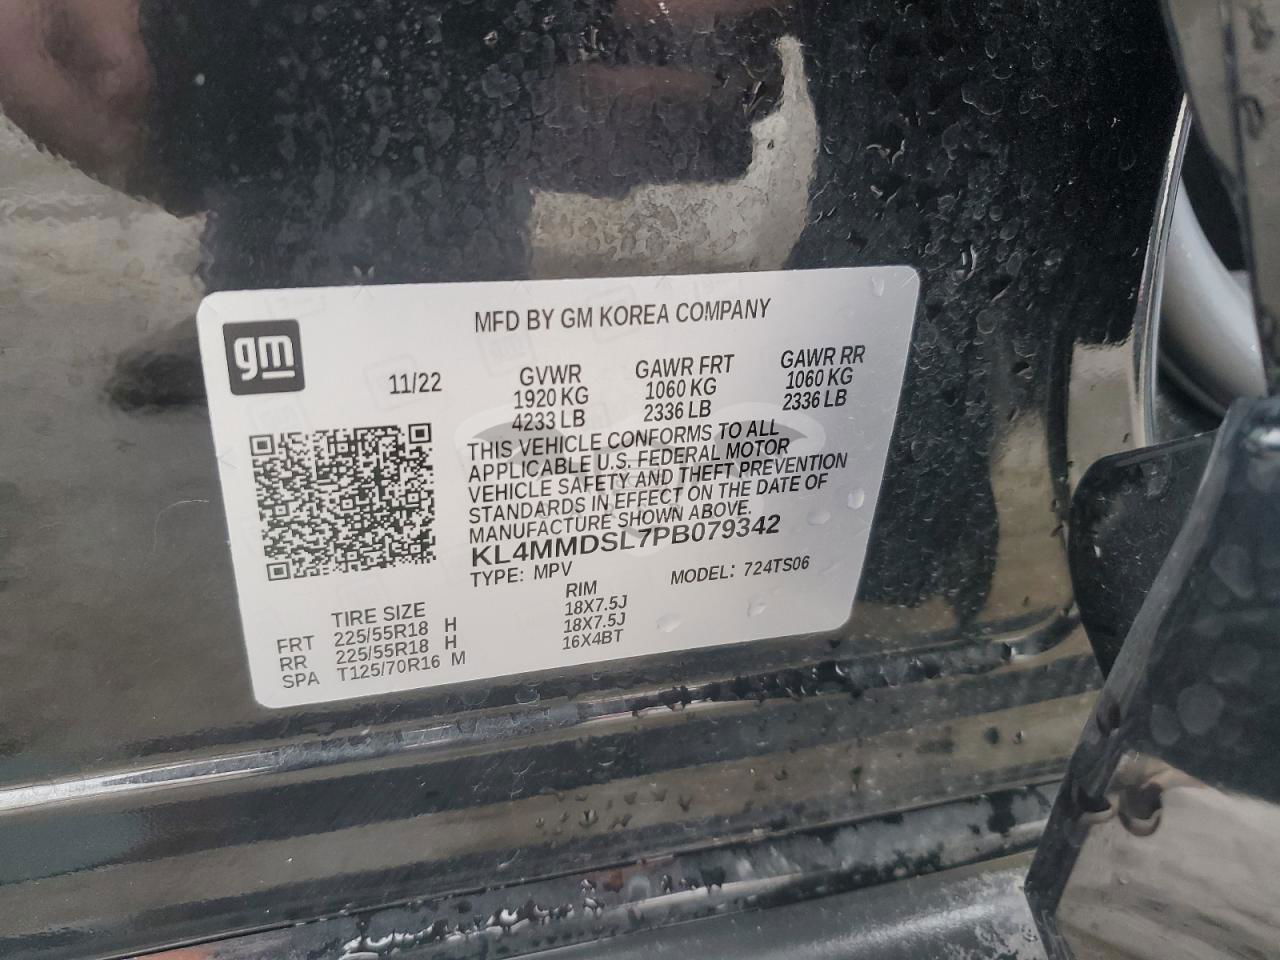 gm
MFD BY GM KOREA COMPANY
11/22
GVWR GAWR FRT GAWR RR
1920 KG 1060 KG 1060 KG
4233 LB 2336 LB 2336 LB
THIS VEHICLE CONFORMS TO ALL
APPLICABLE U.S. FEDERAL MOTOR
VEHICLE SAFETY AND THEFT PREVENTION
STANDARDS IN EFFECT ON THE DATE OF
MANUFACTURE SHOWN ABOVE.
KL4MMDSL7PB079342
TYPE: MPV MODEL: 724TS06
TIRE SIZE RIM
FRT 225/55R18 H 18X7.5J
RR 225/55R18 H 18X7.5J
SPA T125/70R16 M 16X4BT